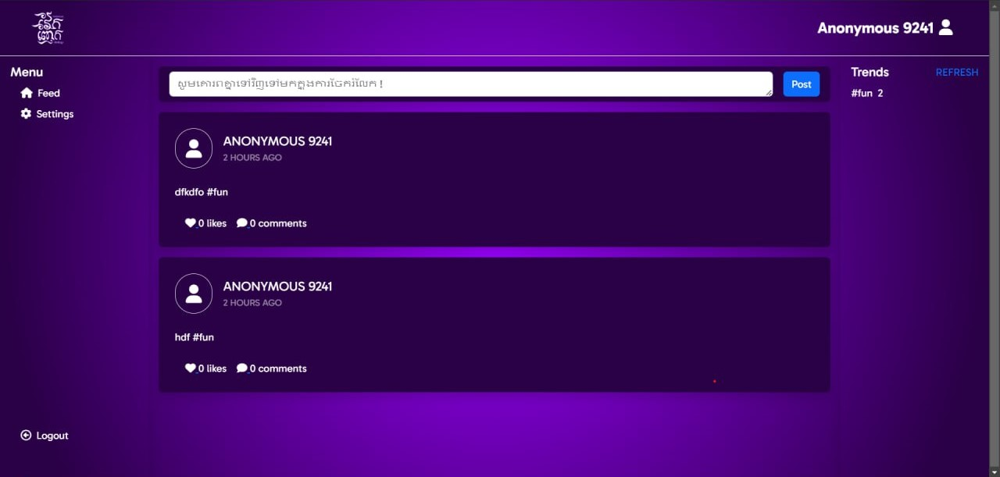 Anonymous 9241
Menu
Feed
Settings
សូមគោរពគ្នាទៅវិញទៅមកក្នុងការចែករំលែក !
Post
Trends
REFRESH
#fun 2
ANONYMOUS 9241
2 HOURS AGO
dfkdfo #fun
0 likes 0 comments
ANONYMOUS 9241
2 HOURS AGO
hdf #fun
0 likes 0 comments
Logout